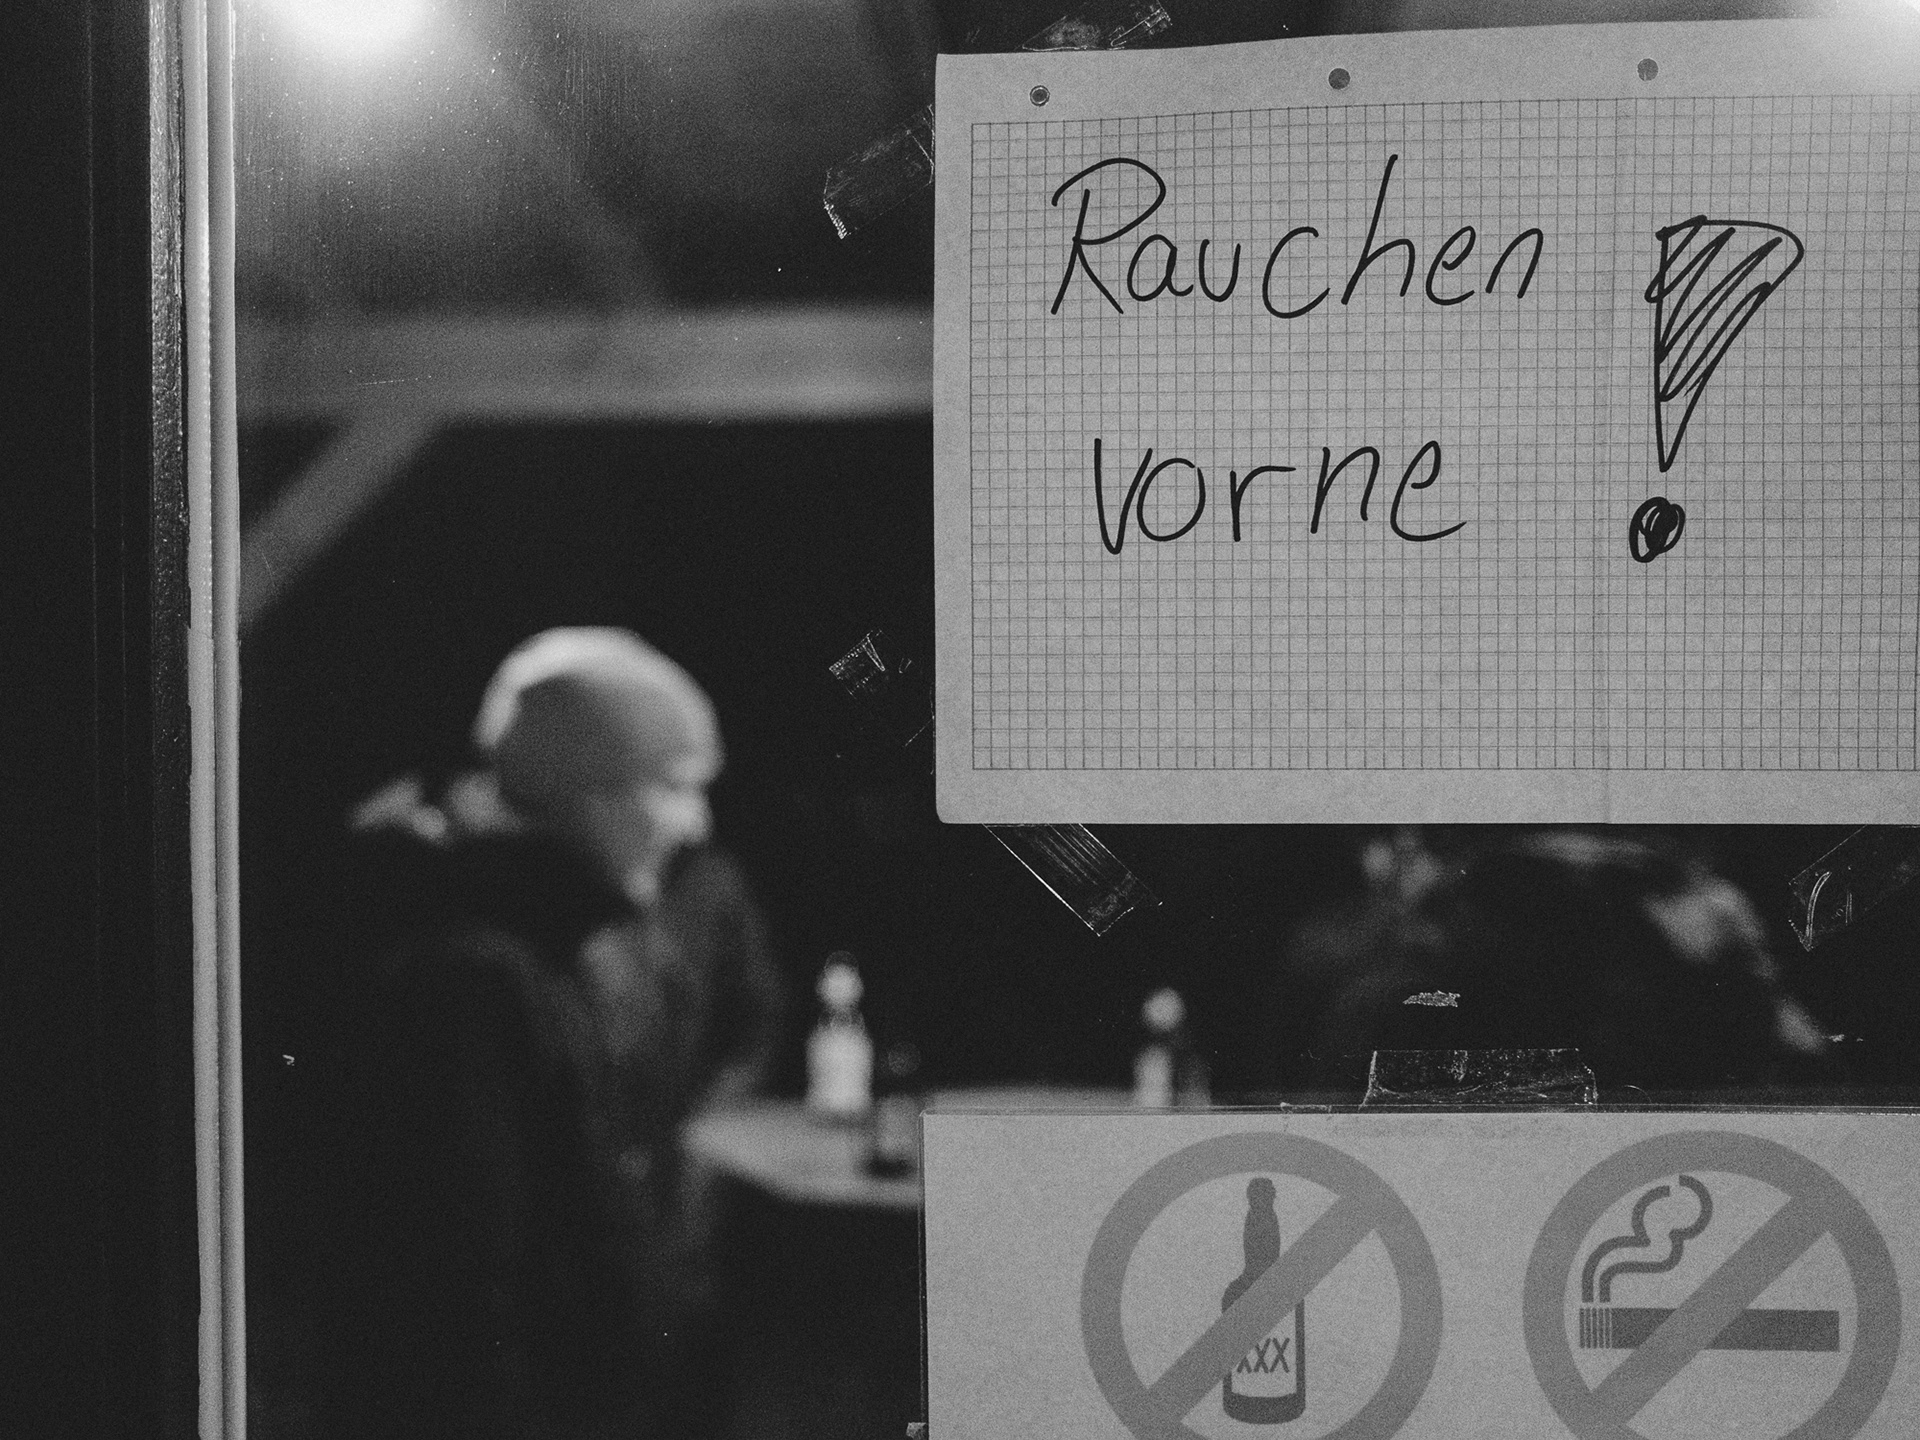 Rauchen
vorne !
XXX